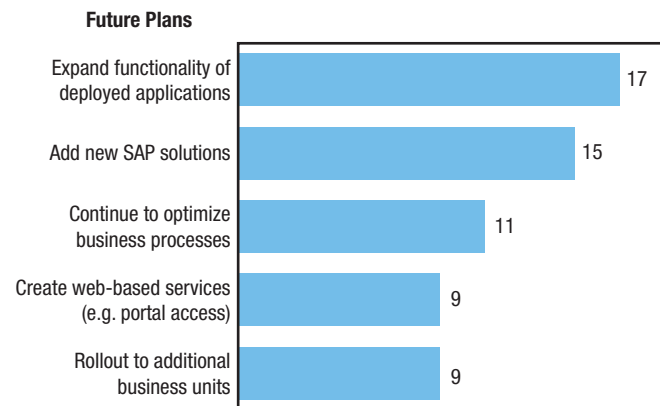 Future Plans
Expand functionality of
deployed applications
17
Add new SAP solutions
15
Continue to optimize
business processes
11
Create web-based services
(e.g. portal access)
9
Rollout to additional
business units
9